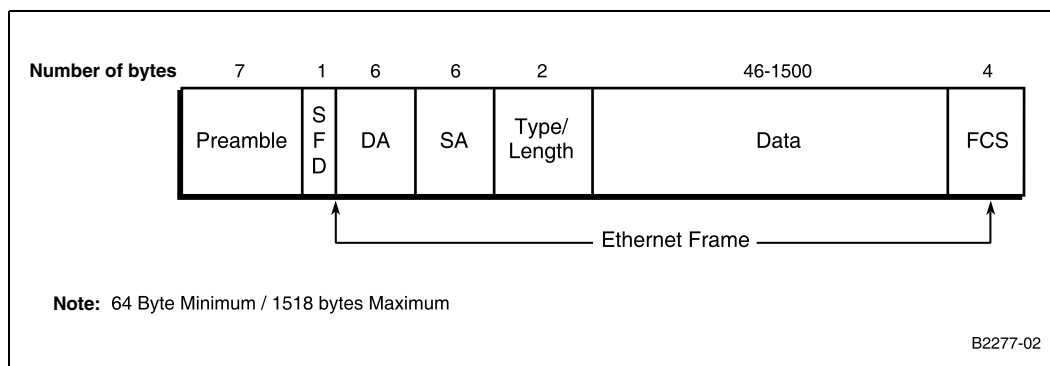 Number of bytes 7 1 6 6 2 46-1500 4
Preamble SFD DA SA Type/Length Data FCS
Ethernet Frame
Note: 64 Byte Minimum / 1518 bytes Maximum
B2277-02